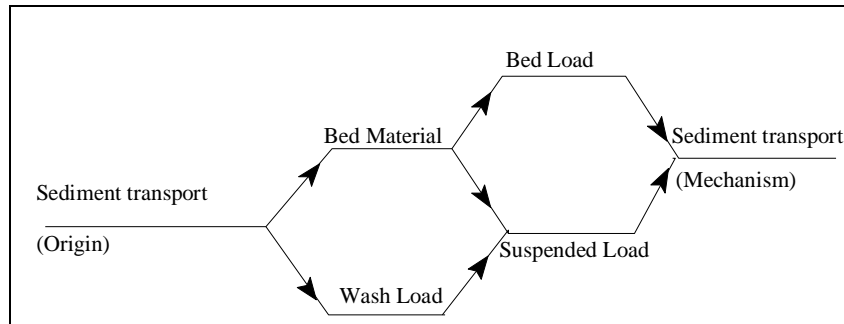 Bed Load
Bed Material
Sediment transport
(Mechanism)
Sediment transport
(Origin)
Suspended Load
Wash Load